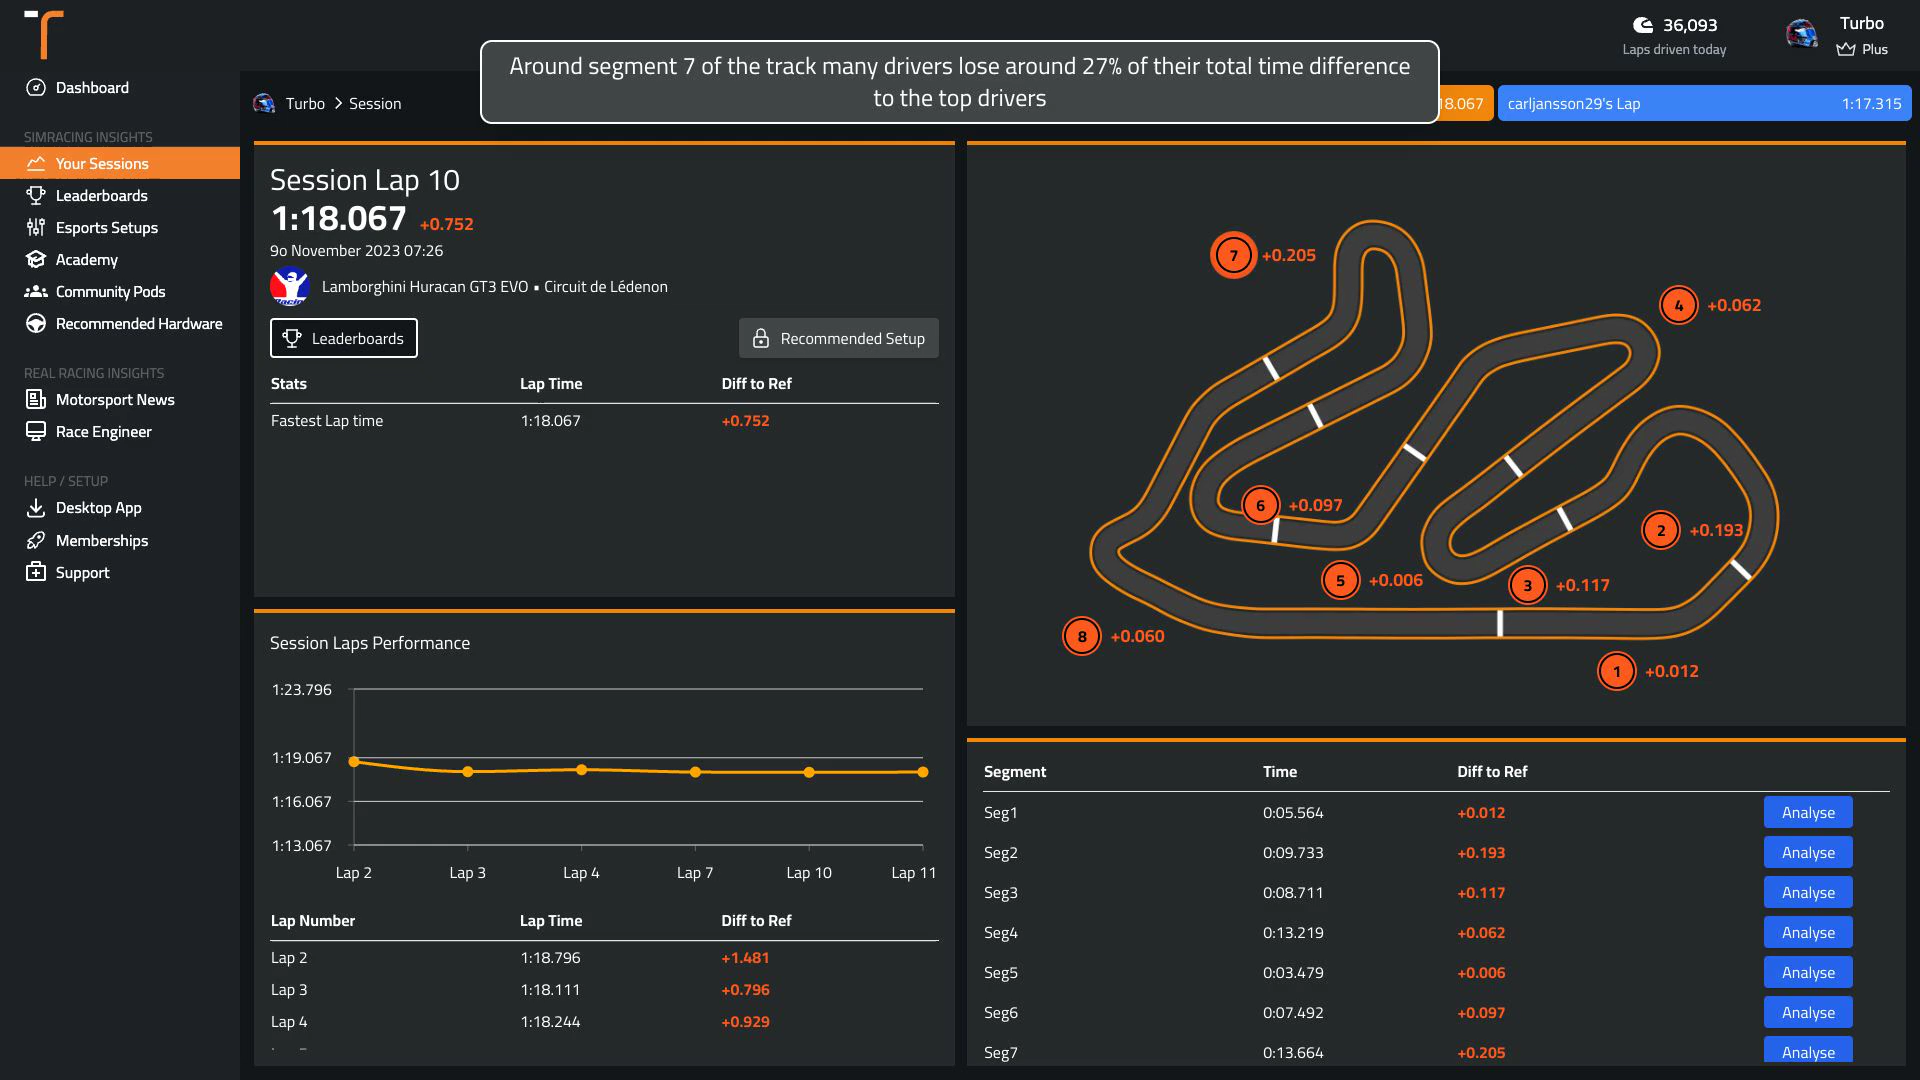 36,093
Laps driven today
Turbo
Plus
Around segment 7 of the track many drivers lose around 27% of their total time difference
to the top drivers
Dashboard
SIMRACING INSIGHTS
Your Sessions
Leaderboards
Esports Setups
Academy
Community Pods
Recommended Hardware
REAL RACING INSIGHTS
Motorsport News
Race Engineer
HELP / SETUP
Desktop App
Memberships
Support
Turbo > Session
18.067
carljansson29's Lap 1:17.315
Session Lap 10
1:18.067 +0.752
9o November 2023 07:26
Lamborghini Huracan GT3 EVO ▪ Circuit de Lédenon
Leaderboards
Recommended Setup
Stats Lap Time Diff to Ref
Fastest Lap time 1:18.067 +0.752
Session Laps Performance
1:23.796
1:19.067
1:16.067
1:13.067
Lap 2 Lap 3 Lap 4 Lap 7 Lap 10 Lap 11
Lap Number Lap Time Diff to Ref
Lap 2 1:18.796 +1.481
Lap 3 1:18.111 +0.796
Lap 4 1:18.244 +0.929
7 +0.205
4 +0.062
6 +0.097
2 +0.193
5 +0.006
3 +0.117
8 +0.060
1 +0.012
Segment Time Diff to Ref
Seg1 0:05.564 +0.012 Analyse
Seg2 0:09.733 +0.193 Analyse
Seg3 0:08.711 +0.117 Analyse
Seg4 0:13.219 +0.062 Analyse
Seg5 0:03.479 +0.006 Analyse
Seg6 0:07.492 +0.097 Analyse
Seg7 0:13.664 +0.205 Analyse